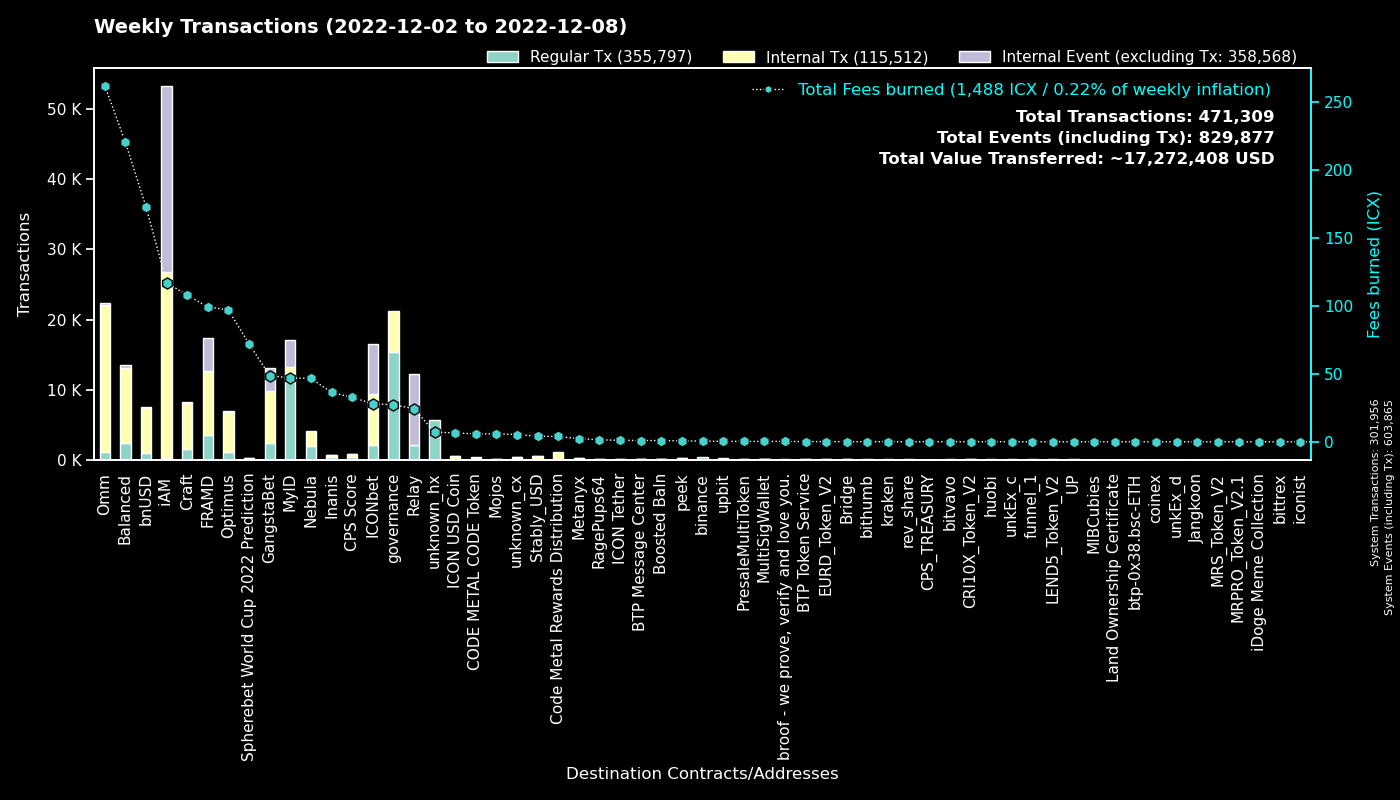 Weekly Transactions (2022-12-02 to 2022-12-08)
Regular Tx (355,797)
Internal Tx (115,512)
Internal Event (excluding Tx: 358,568)
Total Fees burned (1,488 ICX / 0.22% of weekly inflation)
Total Transactions: 471,309
Total Events (including Tx): 829,877
Total Value Transferred: ~17,272,408 USD
Transactions
50 K
40 K
30 K
20 K
10 K
0 K
250
200
150
100
50
0
Fees burned (ICX)
System Transactions: 301,956
System Events (including Tx): 603,865
Omm
Balanced
bnUSD
iAM
Craft
FRAMD
Optimus
Spherebet World Cup 2022 Prediction
GangstaBet
MyID
Nebula
Inanis
CPS Score
ICONbet
governance
Relay
unknown_hx
ICON USD Coin
CODE METAL CODE Token
Mojos
unknown_cx
Stably_USD
Code Metal Rewards Distribution
Metanyx
RagePups64
ICON Tether
BTP Message Center
Boosted Baln
peek
binance
upbit
PresaleMultiToken
MultiSigWallet
broof - we prove, verify and love you.
BTP Token Service
EURD_Token_V2
Bridge
bithumb
kraken
rev_share
CPS_TREASURY
bitvavo
CRI10X_Token_V2
huobi
unkEx_c
funnel_1
LEND5_Token_V2
UP
MIBCubies
Land Ownership Certificate
btp-0x38.bsc-ETH
coinex
unkEx_d
Jangkoon
MRS_Token_V2
MRPRO_Token_V2.1
iDoge Meme Collection
bittrex
iconist
Destination Contracts/Addresses